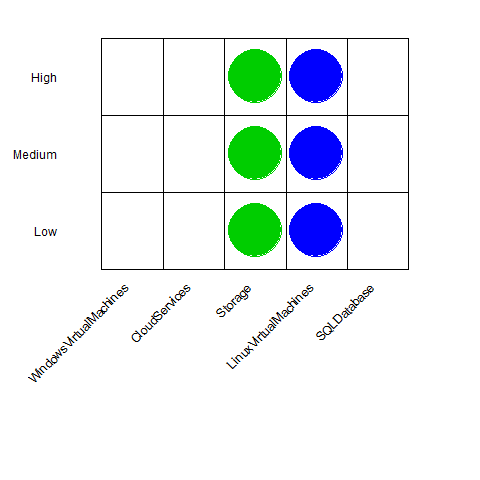 High
Medium
Low
WindowsVirtualMachines
CloudServices
Storage
LinuxVirtualMachines
SQLDatabase